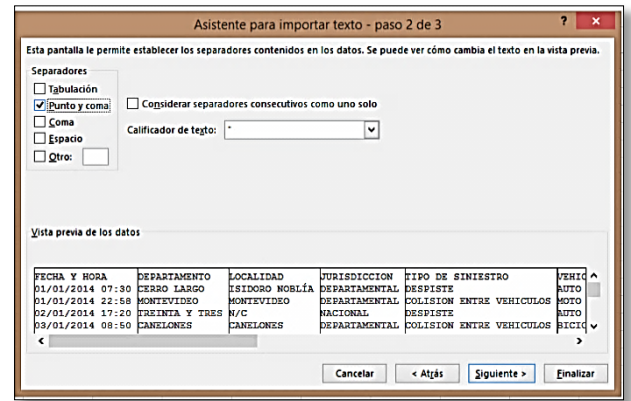 Asistente para importar texto - paso 2 de 3 ? ×
Esta pantalla le permite establecer los separadores contenidos en los datos. Se puede ver cómo cambia el texto en la vista previa.
Separadores
Tabulación
Punto y coma
Coma
Espacio
Otro:
Considerar separadores consecutivos como uno solo
Calificador de texto: "
Vista previa de los datos
FECHA Y HORA DEPARTAMENTO LOCALIDAD JURISDICCION TIPO DE SINIESTRO VEHIC
01/01/2014 07:30 CERRO LARGO ISIDORO NOBLÍA DEPARTAMENTAL DESPISTE AUTO
01/01/2014 22:58 MONTEVIDEO MONTEVIDEO DEPARTAMENTAL COLISION ENTRE VEHICULOS MOTO
02/01/2014 17:20 TREINTA Y TRES N/C NACIONAL DESPISTE AUTO
03/01/2014 08:50 CANELONES CANELONES DEPARTAMENTAL COLISION ENTRE VEHICULOS BICIC
Cancelar < Atrás Siguiente > Finalizar